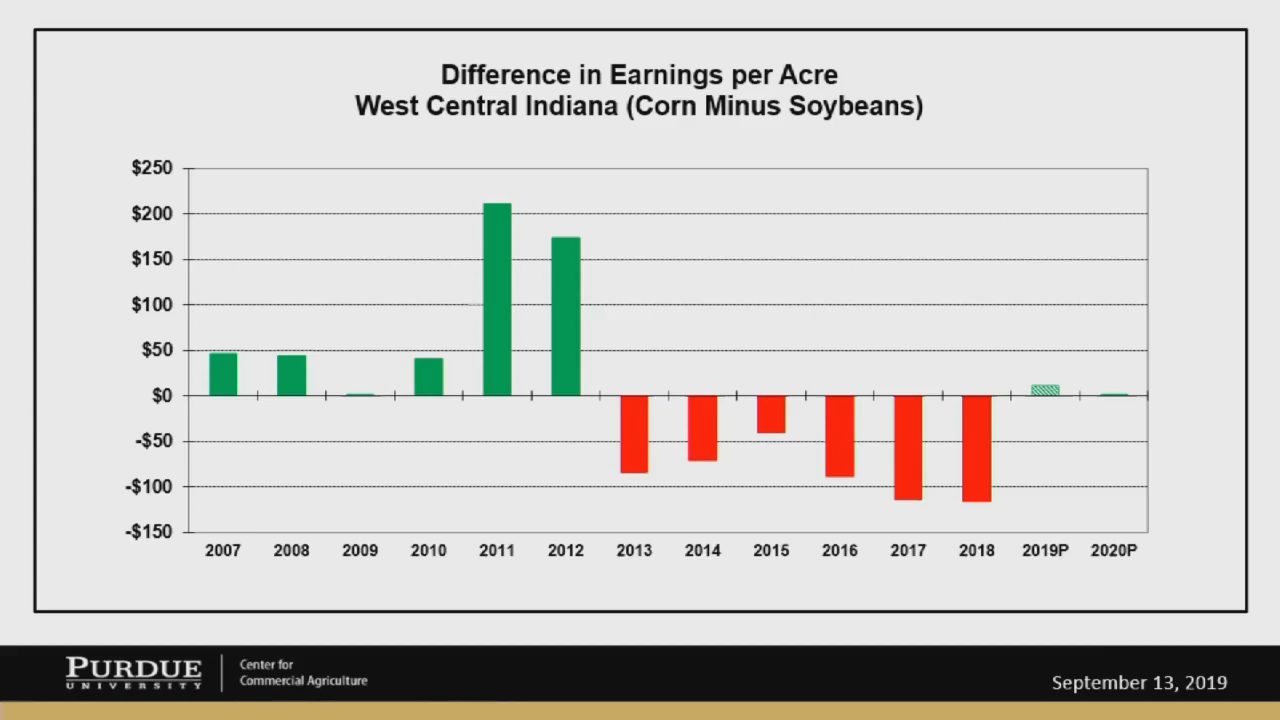 Difference in Earnings per Acre
West Central Indiana (Corn Minus Soybeans)
$250
$200
$150
$100
$50
$0
-$50
-$100
-$150
2007 2008 2009 2010 2011 2012 2013 2014 2015 2016 2017 2018 2019P 2020P
PURDUE
UNIVERSITY
Center for
Commercial Agriculture
September 13, 2019